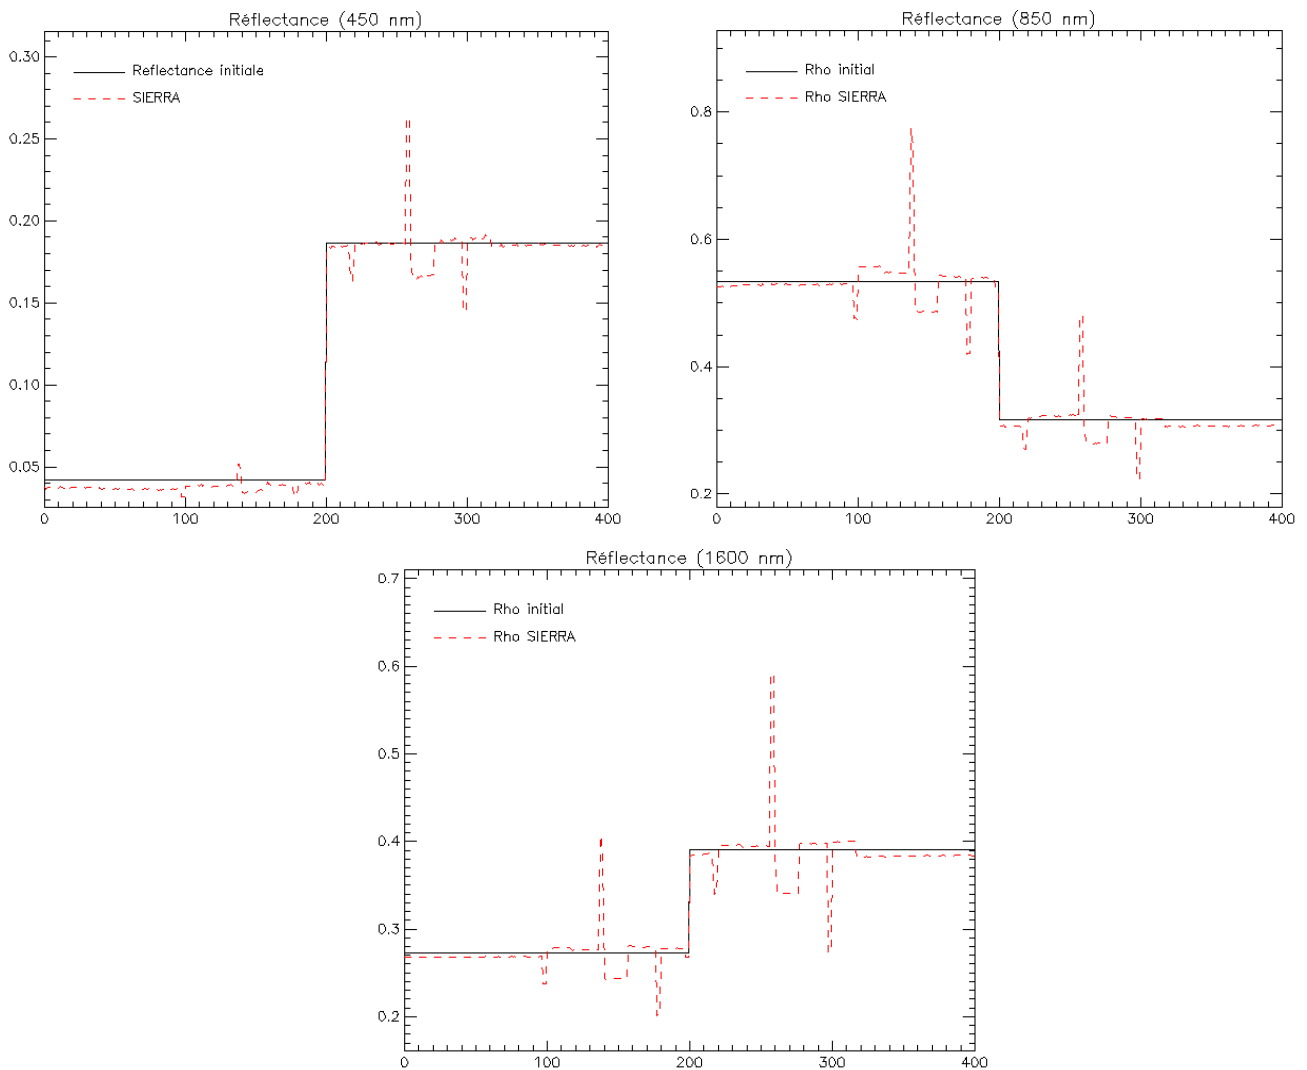 Réflectance (450 nm)
0.30
0.25
0.20
0.15
0.10
0.05
0 100 200 300 400
Reflectance initiale
SIERRA
Réflectance (850 nm)
0.8
0.6
0.4
0.2
0 100 200 300 400
Rho initial
Rho SIERRA
Réflectance (1600 nm)
0.7
0.6
0.5
0.4
0.3
0.2
0 100 200 300 400
Rho initial
Rho SIERRA